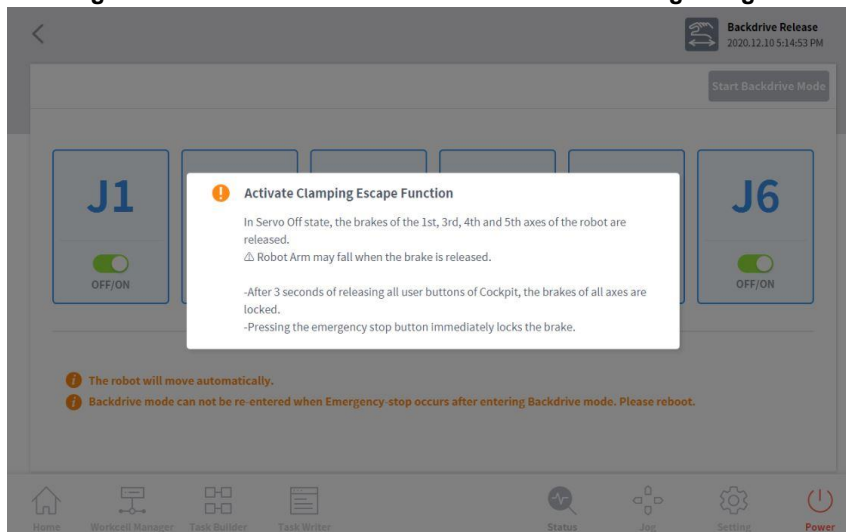 Backdrive Release
2020.12.10 5:14:53 PM
Start Backdrive Mode
J1
J6
OFF/ON
OFF/ON
Activate Clamping Escape Function
In Servo Off state, the brakes of the 1st, 3rd, 4th and 5th axes of the robot are
released.
⚠ Robot Arm may fall when the brake is released.
-After 3 seconds of releasing all user buttons of Cockpit, the brakes of all axes are
locked.
-Pressing the emergency stop button immediately locks the brake.
The robot will move automatically.
Backdrive mode can not be re-entered when Emergency-stop occurs after entering Backdrive mode. Please reboot.
Home Workcell Manager Task Builder Task Writer Status Jog Setting Power